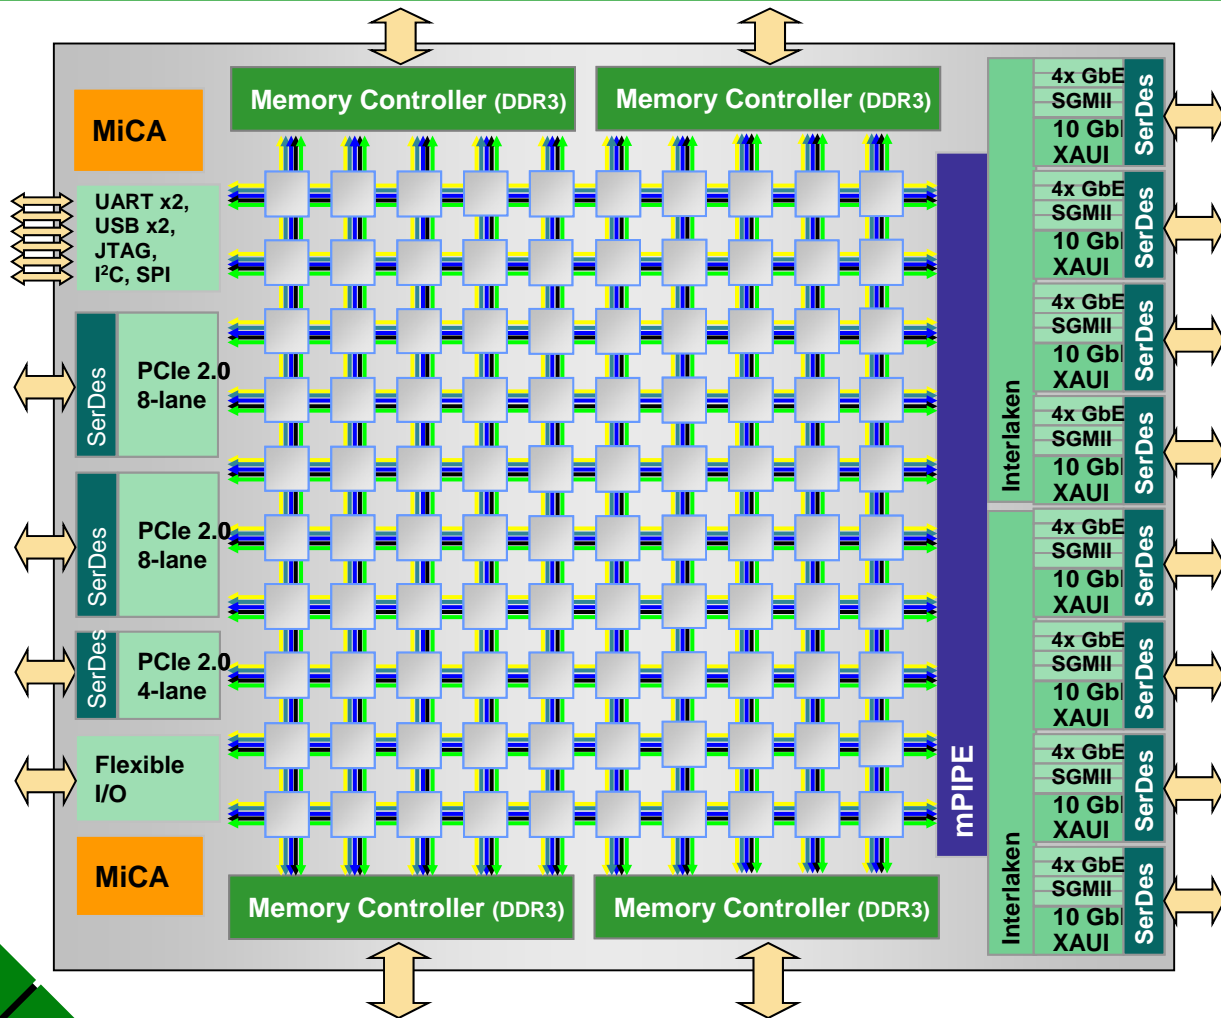 Memory Controller (DDR3)
Memory Controller (DDR3)
MiCA
UART x2,
USB x2,
JTAG,
I²C, SPI
SerDes
PCIe 2.0
8-lane
SerDes
PCIe 2.0
8-lane
SerDes
PCIe 2.0
4-lane
Flexible
I/O
MiCA
Memory Controller (DDR3)
Memory Controller (DDR3)
mPIPE
Interlaken
Interlaken
4x GbE
SGMII
10 Gb
XAUI
SerDes
4x GbE
SGMII
10 Gb
XAUI
SerDes
4x GbE
SGMII
10 Gb
XAUI
SerDes
4x GbE
SGMII
10 Gb
XAUI
SerDes
4x GbE
SGMII
10 Gb
XAUI
SerDes
4x GbE
SGMII
10 Gb
XAUI
SerDes
4x GbE
SGMII
10 Gb
XAUI
SerDes
4x GbE
SGMII
10 Gb
XAUI
SerDes